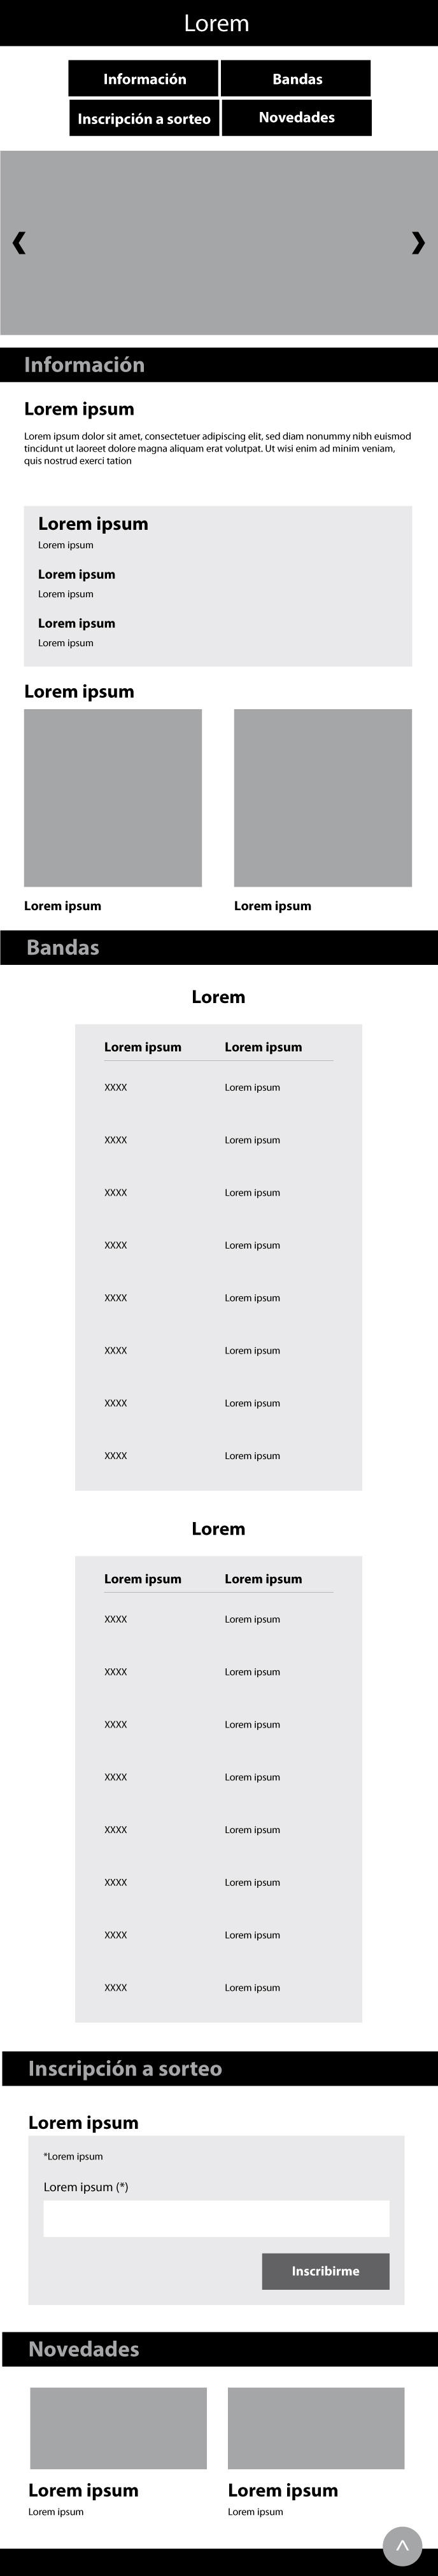 Lorem
Información
Bandas
Inscripción a sorteo
Novedades
❮
❯
Información
Lorem ipsum
Lorem ipsum dolor sit amet, consectetuer adipiscing elit, sed diam nonummy nibh euismod
tincidunt ut laoreet dolore magna aliquam erat volutpat. Ut wisi enim ad minim veniam,
quis nostrud exerci tation
Lorem ipsum
Lorem ipsum
Lorem ipsum
Lorem ipsum
Lorem ipsum
Lorem ipsum
Lorem ipsum
Lorem ipsum
Lorem ipsum
Bandas
Lorem
Lorem ipsum Lorem ipsum
XXXX Lorem ipsum
XXXX Lorem ipsum
XXXX Lorem ipsum
XXXX Lorem ipsum
XXXX Lorem ipsum
XXXX Lorem ipsum
XXXX Lorem ipsum
XXXX Lorem ipsum
Lorem
Lorem ipsum Lorem ipsum
XXXX Lorem ipsum
XXXX Lorem ipsum
XXXX Lorem ipsum
XXXX Lorem ipsum
XXXX Lorem ipsum
XXXX Lorem ipsum
XXXX Lorem ipsum
XXXX Lorem ipsum
Inscripción a sorteo
Lorem ipsum
*Lorem ipsum
Lorem ipsum (*)
Inscribirme
Novedades
Lorem ipsum
Lorem ipsum
Lorem ipsum
Lorem ipsum
^